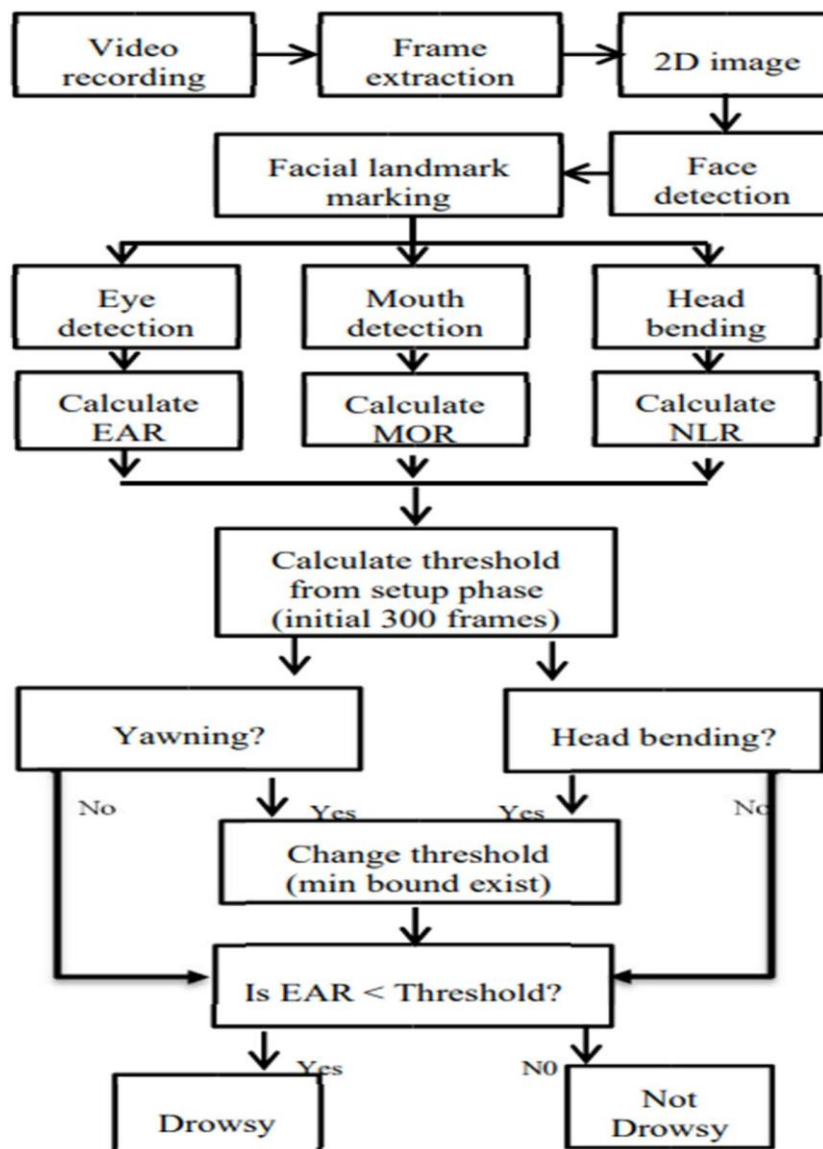 Video
recording
Frame
extraction
2D image
Facial landmark
marking
Face
detection
Eye
detection
Mouth
detection
Head
bending
Calculate
EAR
Calculate
MOR
Calculate
NLR
Calculate threshold
from setup phase
(initial 300 frames)
Yawning?
Head bending?
No
Yes
Yes
No
Change threshold
(min bound exist)
Is EAR < Threshold?
Yes
N0
Drowsy
Not
Drowsy